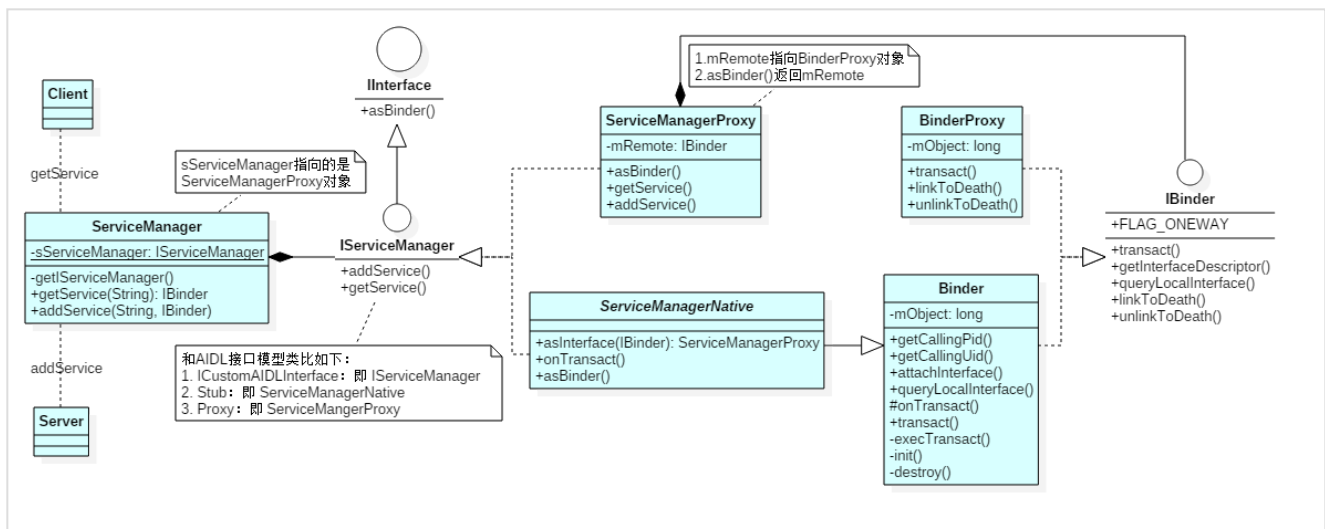 Client
getService
sServiceManager指向的是
ServiceManagerProxy对象
ServiceManager
-sServiceManager: IServiceManager
-getIServiceManager()
+getService(String): IBinder
+addService(String, IBinder)
addService
Server
IInterface
+asBinder()
IServiceManager
+addService()
+getService()
和AIDL接口模型类比如下：
1. ICustomAIDLInterface：即 IServiceManager
2. Stub：即 ServiceManagerNative
3. Proxy：即 ServiceMangerProxy
1.mRemote指向BinderProxy对象
2.asBinder()返回mRemote
ServiceManagerProxy
-mRemote: IBinder
+asBinder()
+getService()
+addService()
ServiceManagerNative
+asInterface(IBinder): ServiceManagerProxy
+onTransact()
+asBinder()
BinderProxy
-mObject: long
+transact()
+linkToDeath()
+unlinkToDeath()
Binder
-mObject: long
+getCallingPid()
+getCallingUid()
+attachInterface()
+queryLocalInterface()
#onTransact()
+transact()
-execTransact()
-init()
-destroy()
IBinder
+FLAG_ONEWAY
+transact()
+getInterfaceDescriptor()
+queryLocalInterface()
+linkToDeath()
+unlinkToDeath()